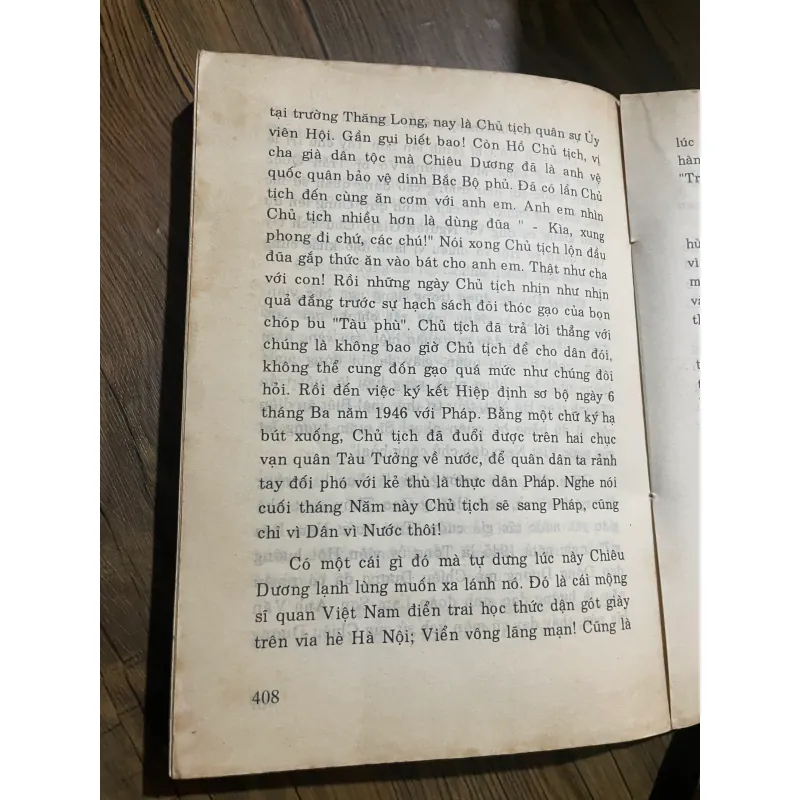 tại trường Thăng Long, nay là Chủ tịch quân sự Ủy
viên Hội. Gần gụi biết bao! Còn Hồ Chủ tịch, vị
cha già dân tộc mà Chiêu Dương đã là anh vệ
quốc quân bảo vệ dinh Bắc Bộ phủ. Đã có lần Chủ
tịch đến cùng ăn cơm với anh em. Anh em nhìn
Chủ tịch nhiều hơn là dùng đũa " - Kìa, xung
phong đi chứ, các chú!" Nói xong Chủ tịch lộn đầu
đũa gắp thức ăn vào bát cho anh em. Thật như cha
với con! Rồi những ngày Chủ tịch nhịn như nhịn
quả đắng trước sự hạch sách đòi thóc gạo của bọn
chóp bu "Tàu phù". Chủ tịch đã trả lời thẳng với
chúng là không bao giờ Chủ tịch để cho dân đói,
không thể cung đốn gạo quá mức như chúng đòi
hỏi. Rồi đến việc ký kết Hiệp định sơ bộ ngày 6
tháng Ba năm 1946 với Pháp. Bằng một chữ ký hạ
bút xuống, Chủ tịch đã đuổi được trên hai chục
vạn quân Tàu Tưởng về nước, để quân dân ta rảnh
tay đối phó với kẻ thù là thực dân Pháp. Nghe nói
cuối tháng Năm này Chủ tịch sẽ sang Pháp, cũng
chỉ vì Dân vì Nước thôi!
Có một cái gì đó mà tự dưng lúc này Chiêu
Dương lạnh lùng muốn xa lánh nó. Đó là cái mộng
sĩ quan Việt Nam điển trai học thức dận gót giày
trên vỉa hè Hà Nội; Viển vông lãng mạn! Cũng là
408
lúc
hàn
"Tr
hù
vì
m
và
th
t